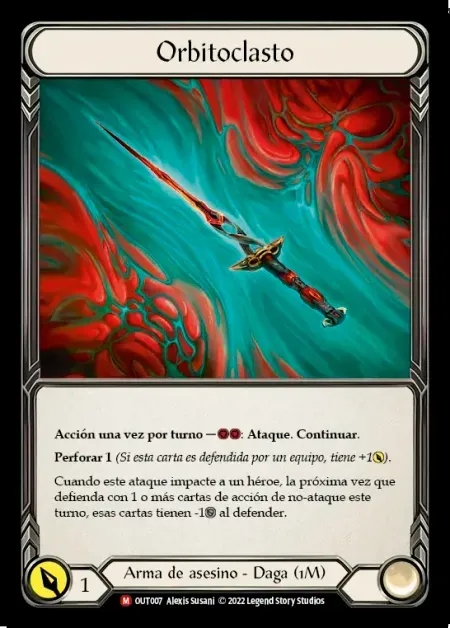 Orbitoclasto
Acción una vez por turno — : Ataque. Continuar.
Perforar 1 (Si esta carta es defendida por un equipo, tiene +1).
Cuando este ataque impacte a un héroe, la próxima vez que
defienda con 1 o más cartas de acción de no-ataque este
turno, esas cartas tienen -1 al defender.
1
Arma de asesino - Daga (1M)
M OUT007 Alexis Susani © 2022 Legend Story Studios